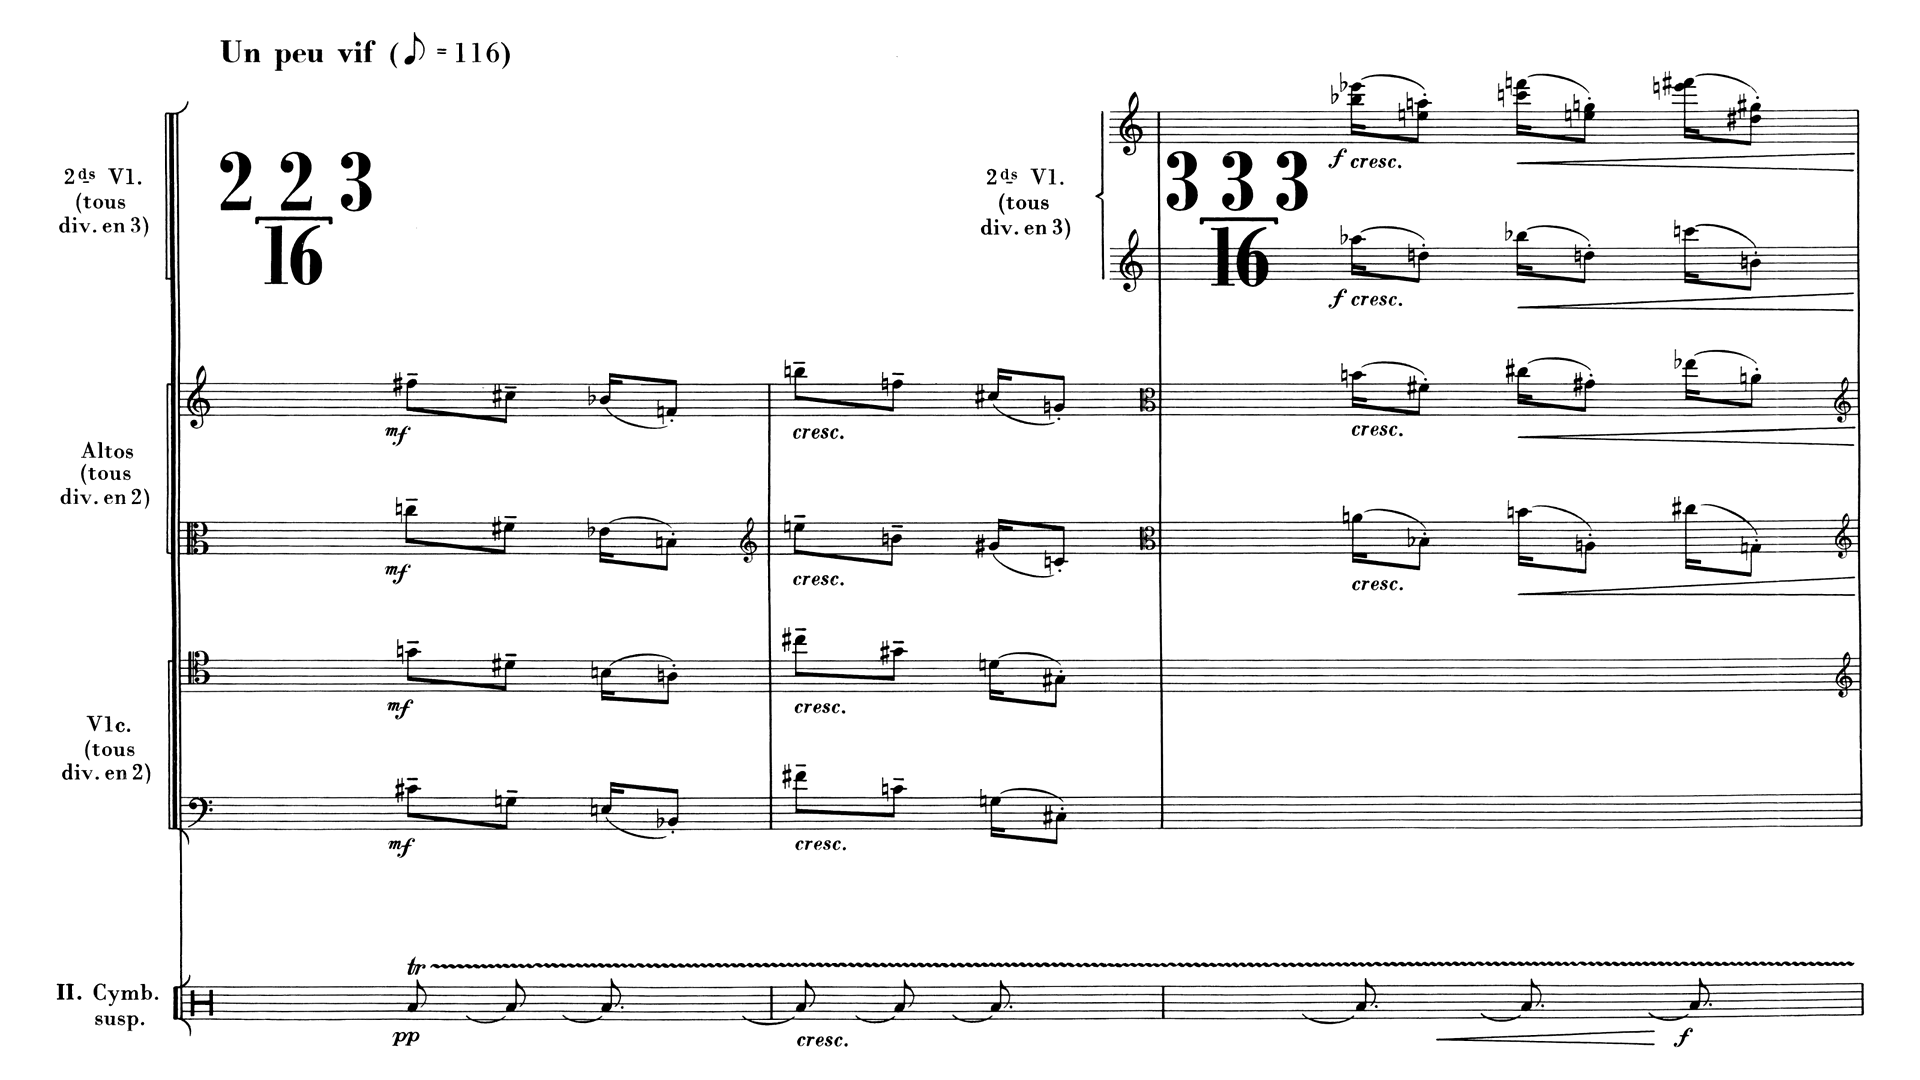 Un peu vif (♪ = 116)
2ds Vl.
(tous
div. en 3)
2 2 3
16
2ds Vl.
(tous
div. en 3)
3 3 3
16
f cresc.
f cresc.
Altos
(tous
div. en 2)
mf
cresc.
cresc.
mf
cresc.
cresc.
Vlc.
(tous
div. en 2)
mf
cresc.
mf
cresc.
II. Cymb.
susp.
tr
pp
cresc.
f